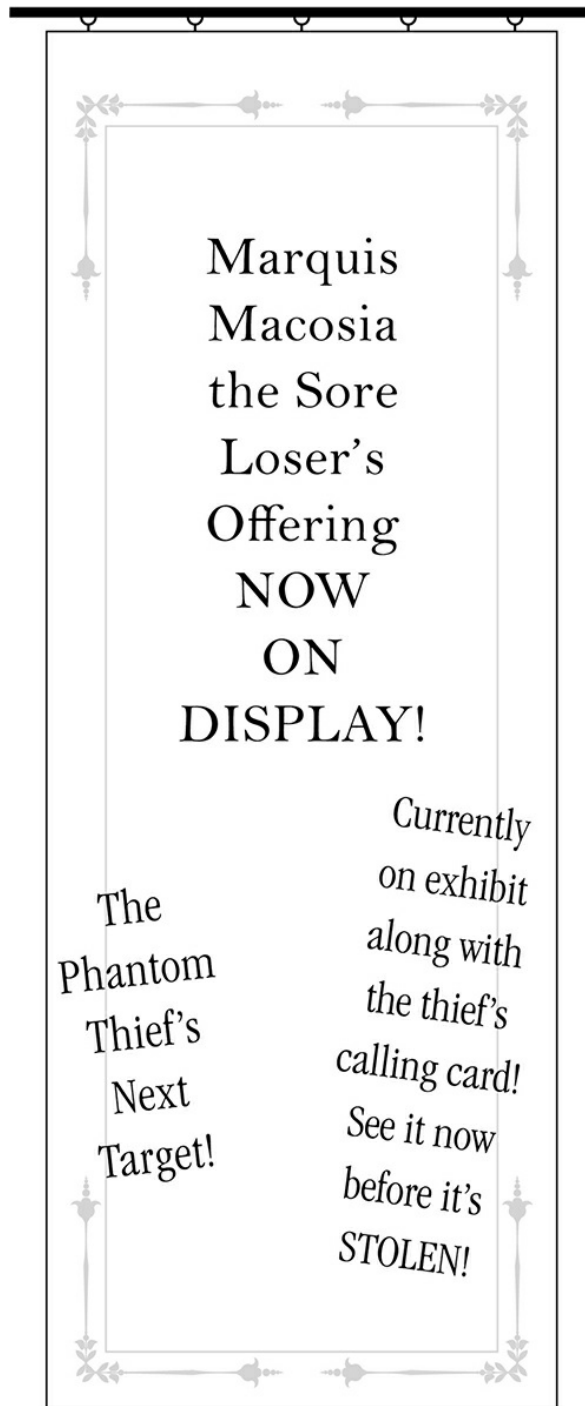 Marquis
Macosia
the Sore
Loser's
Offering
NOW
ON
DISPLAY!
The
Phantom
Thief's
Next
Target!
Currently
on exhibit
along with
the thief's
calling card!
See it now
before it's
STOLEN!